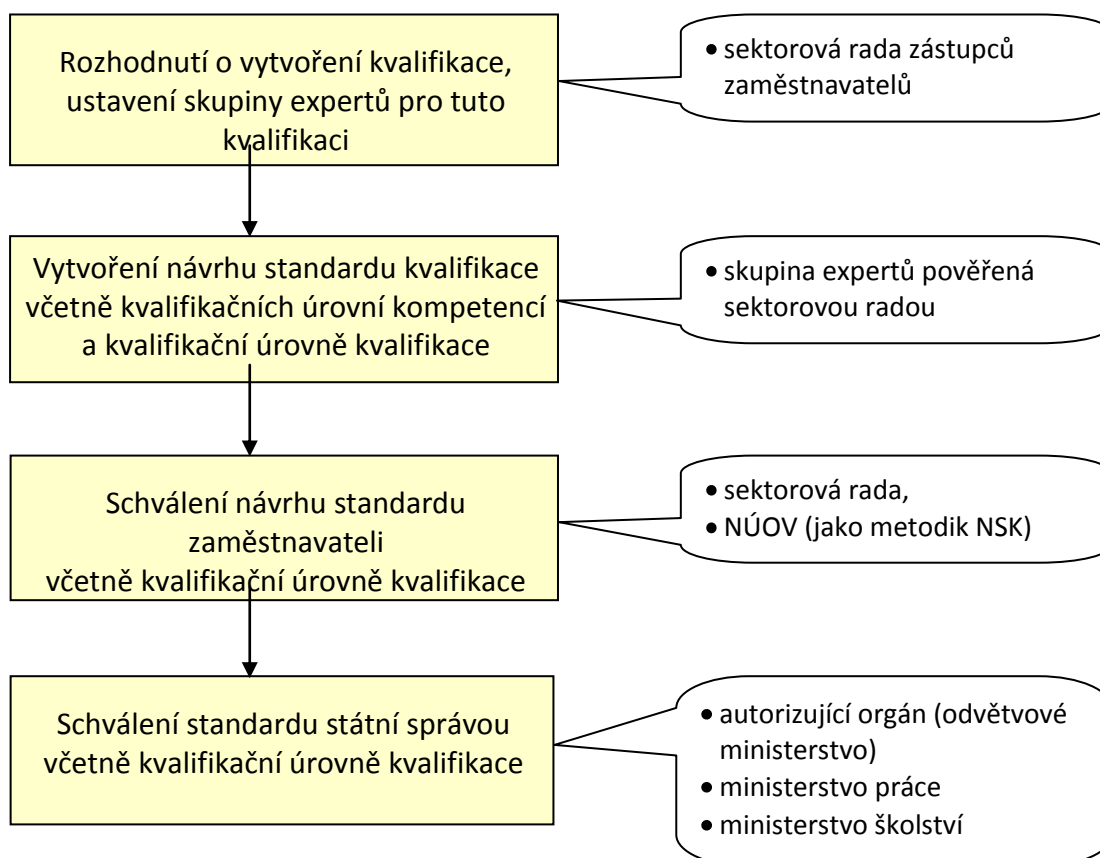 Rozhodnutí o vytvoření kvalifikace,
ustavení skupiny expertů pro tuto
kvalifikaci
• sektorová rada zástupců
zaměstnavatelů
Vytvoření návrhu standardu kvalifikace
včetně kvalifikačních úrovní kompetencí
a kvalifikační úrovně kvalifikace
• skupina expertů pověřená
sektorovou radou
Schválení návrhu standardu
zaměstnavateli
včetně kvalifikační úrovně kvalifikace
• sektorová rada,
• NÚOV (jako metodik NSK)
Schválení standardu státní správou
včetně kvalifikační úrovně kvalifikace
• autorizující orgán (odvětvové
ministerstvo)
• ministerstvo práce
• ministerstvo školství